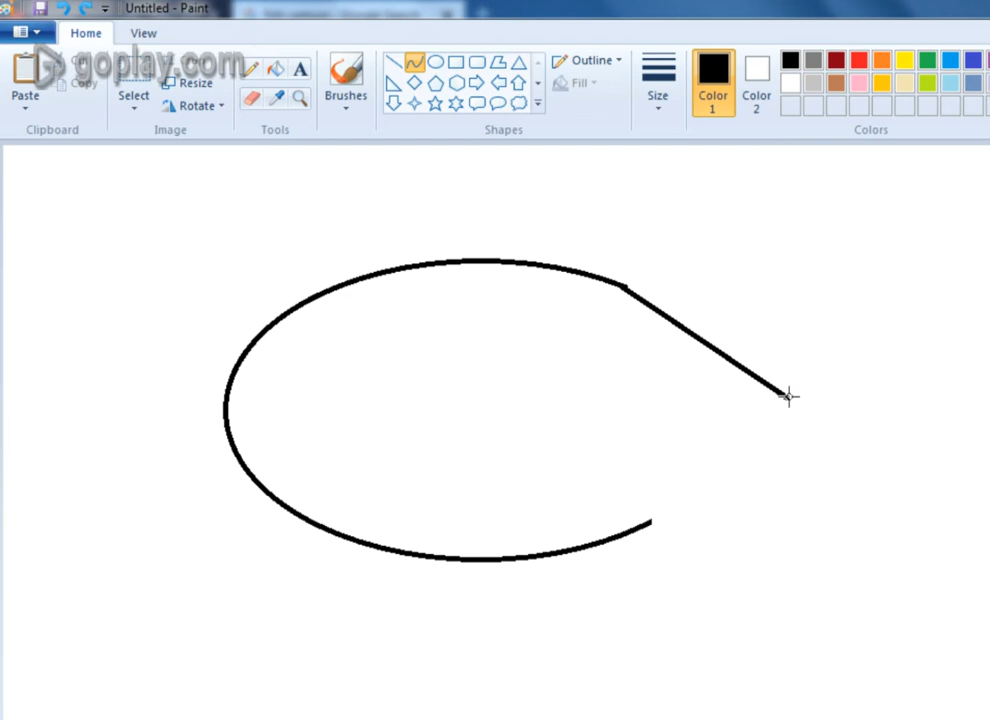 Untitled - Paint
Home View
goplay.com
Copy
Paste
Select
Resize
Rotate
A
Brushes
Outline
Fill
Size
Color 1
Color 2
Clipboard
Image
Tools
Shapes
Colors